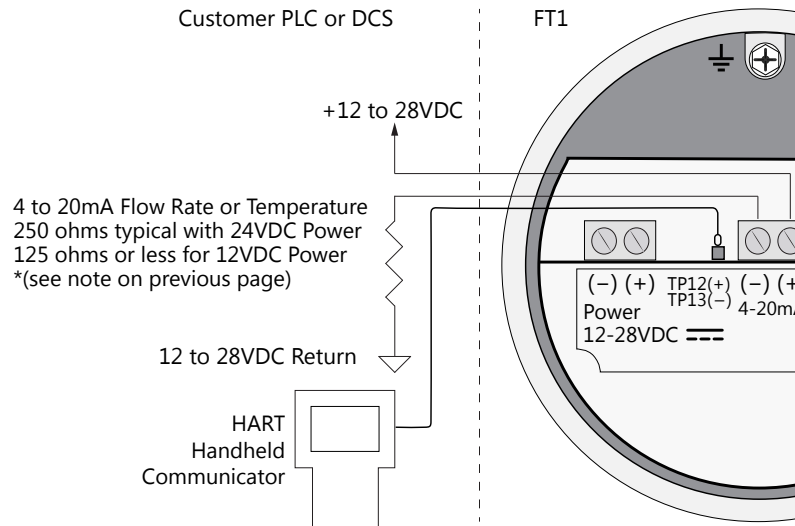 Customer PLC or DCS
FT1
+12 to 28VDC
4 to 20mA Flow Rate or Temperature
250 ohms typical with 24VDC Power
125 ohms or less for 12VDC Power
*(see note on previous page)
12 to 28VDC Return
HART
Handheld
Communicator
(−) (+) TP12(+) (−) (+
TP13(−)
Power 4-20mA
12-28VDC